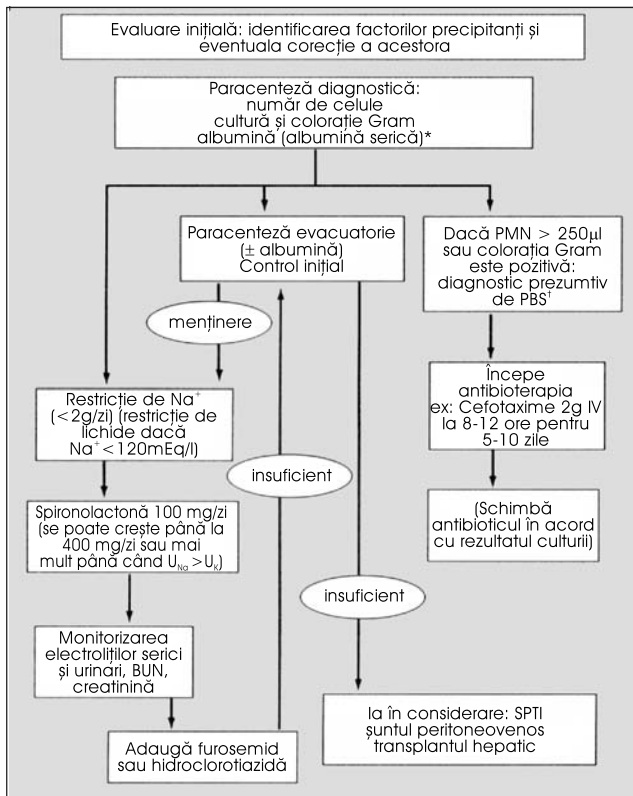 Evaluare inițială: identificarea factorilor precipitanți și
eventuala corecție a acestora
Paracenteză diagnostică:
număr de celule
cultură și colorație Gram
albumină (albumină serică)*
Paracenteză evacuatorie
(± albumină)
Control inițial
Dacă PMN > 250μl
sau colorația Gram
este pozitivă:
diagnostic prezumtiv
de PBS†
menținere
Începe
antibioterapia
ex: Cefotaxime 2g IV
la 8-12 ore pentru
5-10 zile
Restricție de Na⁺
(<2g/zi) (restricție de
lichide dacă
Na⁺<120mEq/l)
insuficient
Spironolactonă 100 mg/zi
(se poate crește până la
400 mg/zi sau mai
mult până când U_Na >U_K)
(Schimbă
antibioticul în acord
cu rezultatul culturii)
insuficient
Monitorizarea
electroliților serici
și urinari, BUN,
creatinină
Ia în considerare: SPTI
șuntul peritoneovenos
transplantul hepatic
Adaugă furosemid
sau hidroclorotiazidă